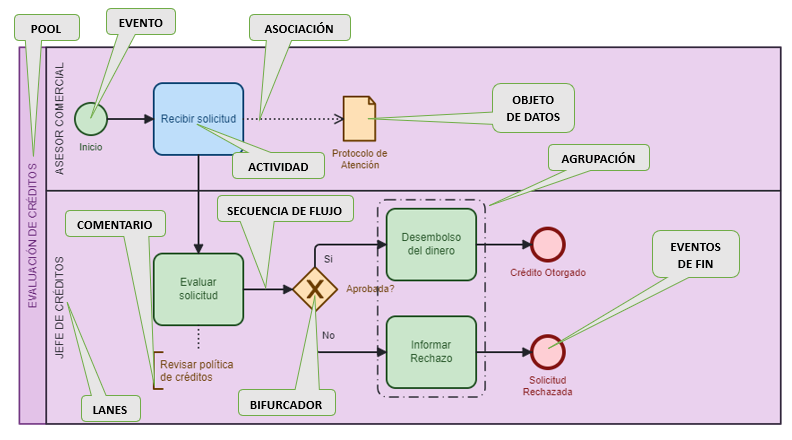 POOL
EVENTO
ASOCIACIÓN
EVALUACIÓN DE CRÉDITOS
ASESOR COMERCIAL
Inicio
Recibir solicitud
Protocolo de
Atención
OBJETO
DE DATOS
ACTIVIDAD
AGRUPACIÓN
JEFE DE CRÉDITOS
COMENTARIO
SECUENCIA DE FLUJO
Evaluar
solicitud
Si
Aprobada?
No
Desembolso
del dinero
Crédito Otorgado
EVENTOS
DE FIN
Informar
Rechazo
Solicitud
Rechazada
Revisar política
de créditos
LANES
BIFURCADOR